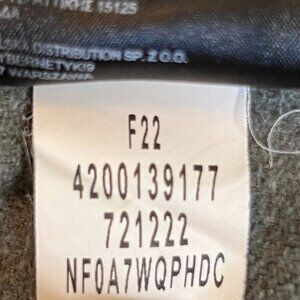 15125
DISTRIBUTION SP. Z O.O.
WARSZAWA
F22
4200139177
721222
NF0A7WQPHDC